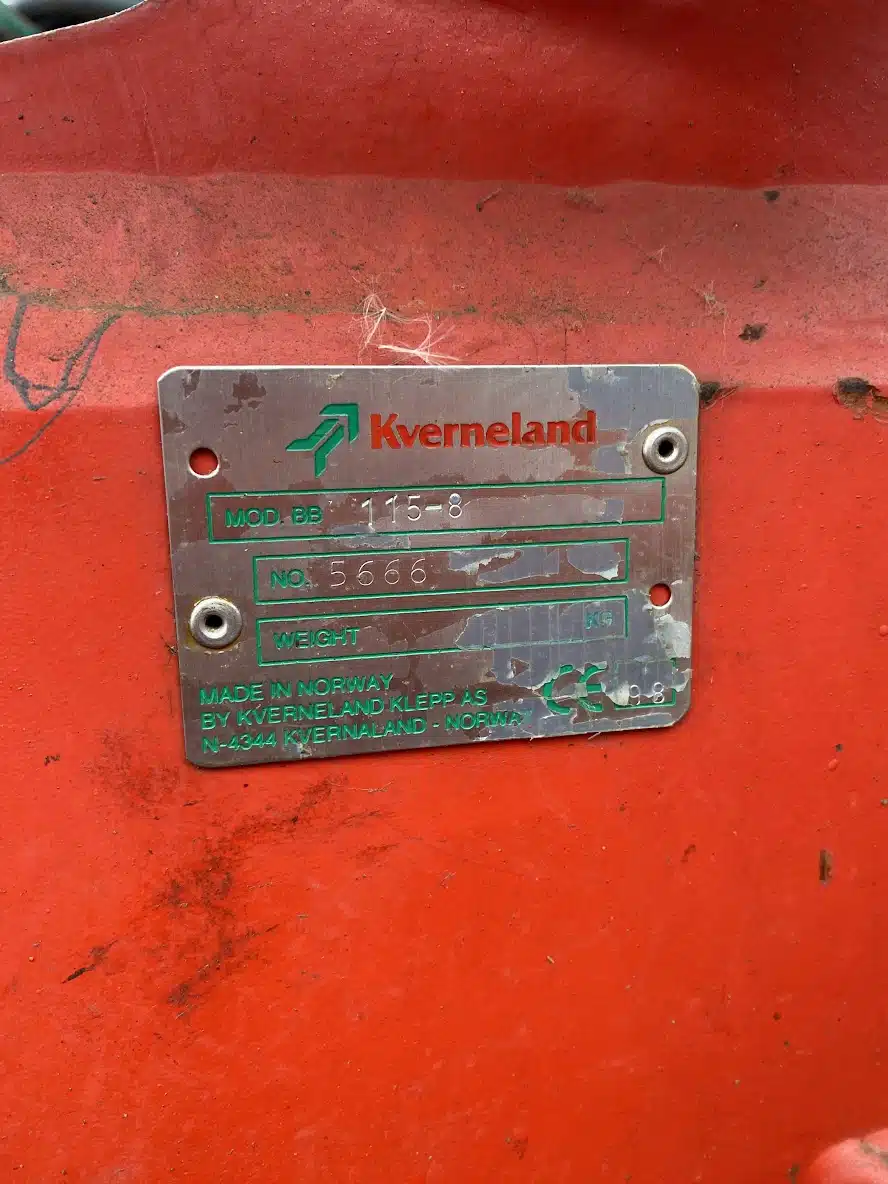 Kverneland
MOD. BB 115-8
NO. 5666
WEIGHT KG
MADE IN NORWAY
BY KVERNELAND KLEPP AS
N-4344 KVERNALAND - NORWAY
CE 98